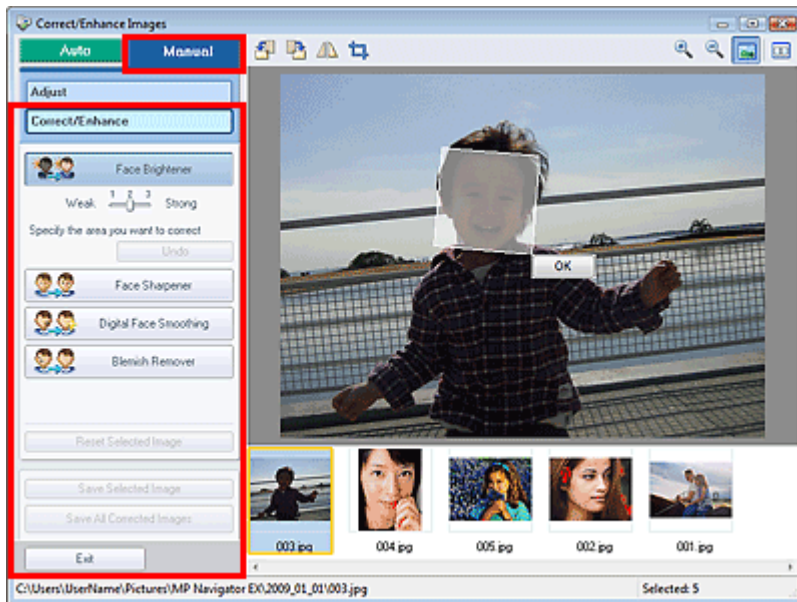 Correct/Enhance Images
Auto
Manual
Adjust
Correct/Enhance
Face Brightener
1 2 3
Weak Strong
Specify the area you want to correct
Undo
Face Sharpener
Digital Face Smoothing
Blemish Remover
Reset Selected Image
Save Selected Image
Save All Corrected Images
Exit
OK
003.jpg
004.jpg
005.jpg
002.jpg
001.jpg
C:\Users\UserName\Pictures\MP Navigator EX\2009_01_01\003.jpg
Selected: 5